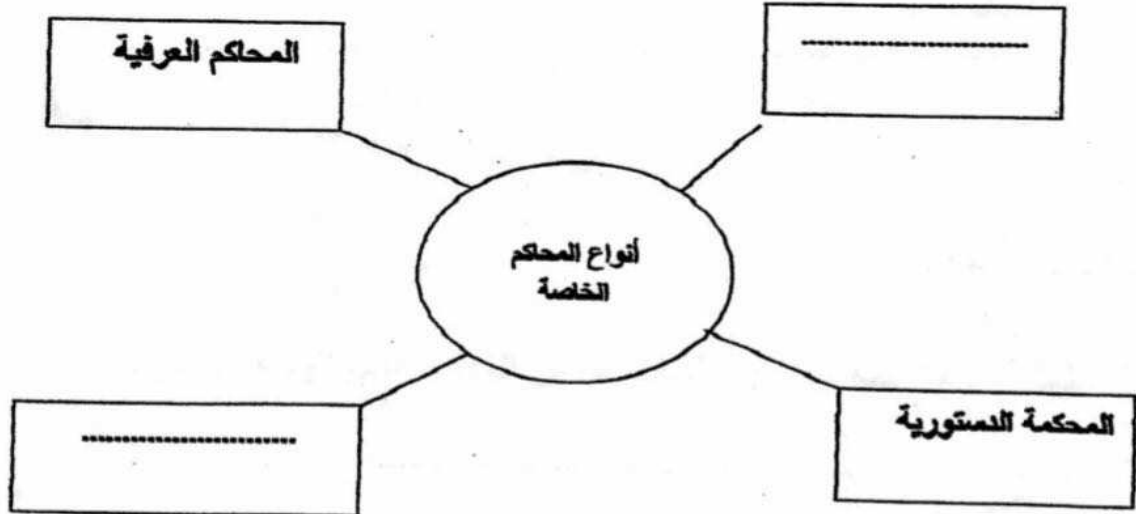 المحاكم العرفية
أنواع المحاكم
الخاصة
المحكمة الدستورية